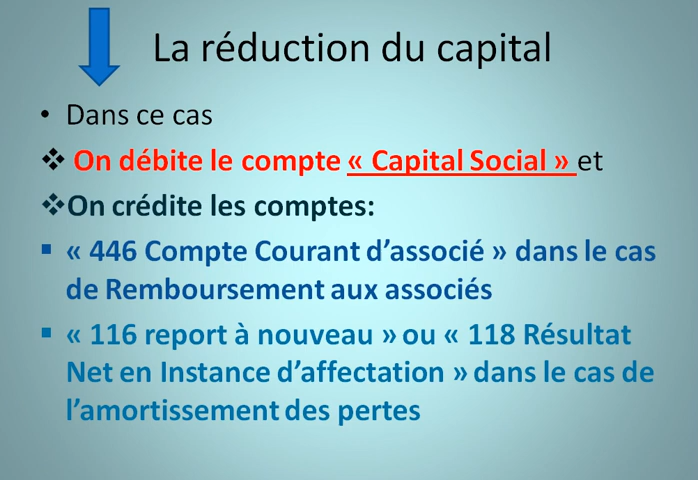 La réduction du capital
• Dans ce cas
❖ On débite le compte « Capital Social » et
❖On crédite les comptes:
▪ « 446 Compte Courant d’associé » dans le cas
de Remboursement aux associés
▪ « 116 report à nouveau » ou « 118 Résultat
Net en Instance d’affectation » dans le cas de
l’amortissement des pertes